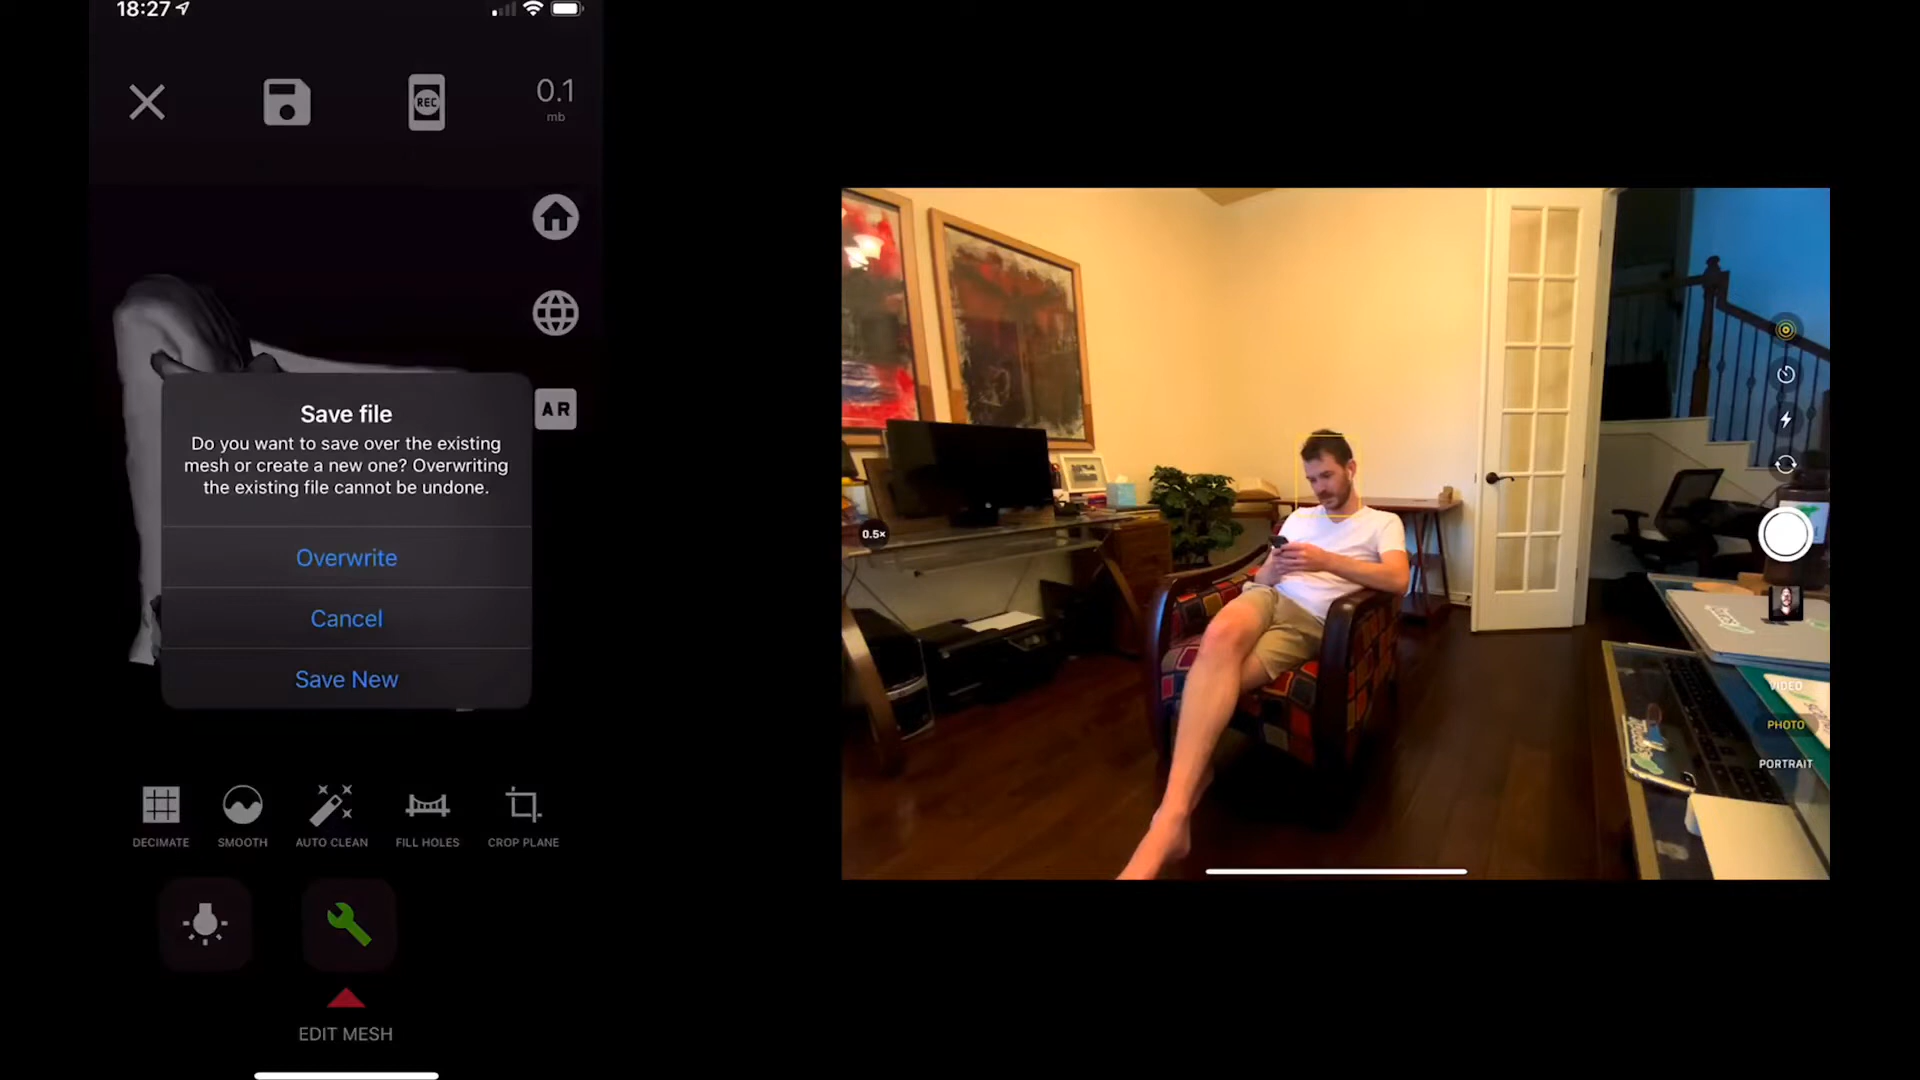 18:27
REC
0.1
mb
AR
Save file
Do you want to save over the existing
mesh or create a new one? Overwriting
the existing file cannot be undone.
Overwrite
Cancel
Save New
DECIMATE
SMOOTH
AUTO CLEAN
FILL HOLES
CROP PLANE
EDIT MESH
0.5×
VIDEO
PHOTO
PORTRAIT